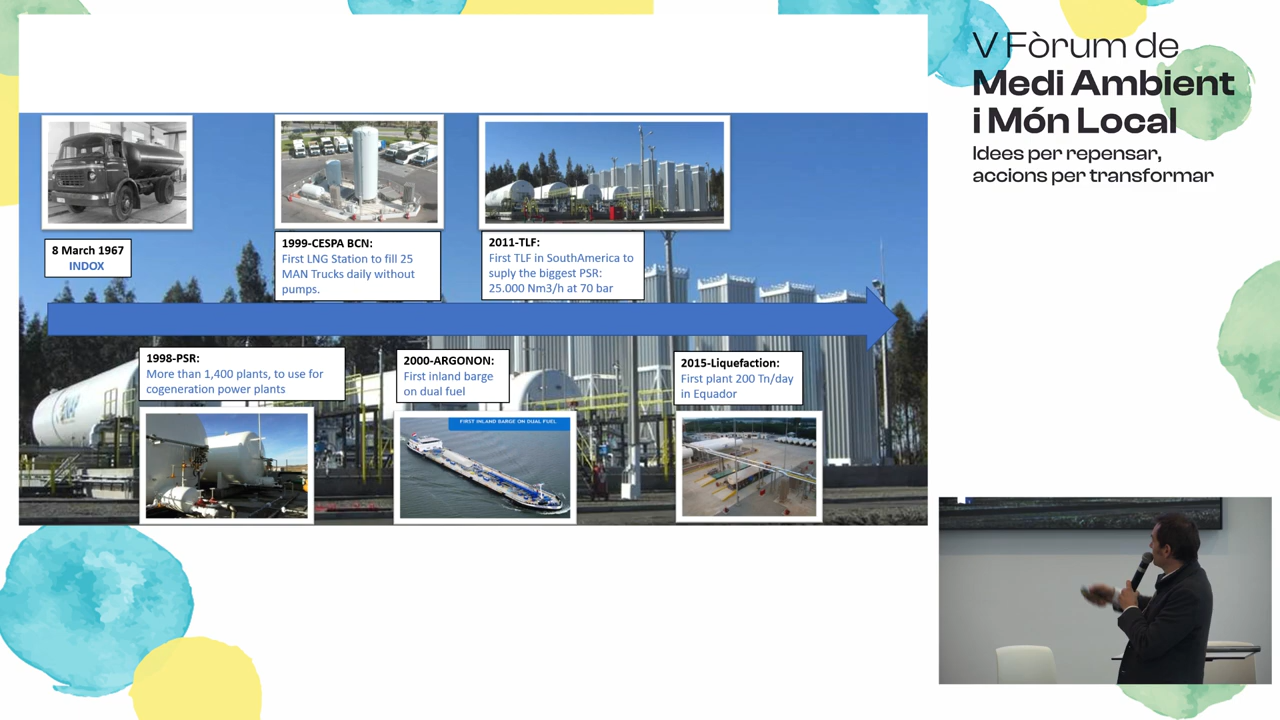 V Fòrum de
Medi Ambient
i Món Local
Idees per repensar,
accions per transformar
8 March 1967
INDOX
1999-CESPA BCN:
First LNG Station to fill 25
MAN Trucks daily without
pumps.
2011-TLF:
First TLF in SouthAmerica to
suply the biggest PSR:
25.000 Nm3/h at 70 bar
1998-PSR:
More than 1,400 plants, to use for
cogeneration power plants
2000-ARGONON:
First inland barge
on dual fuel
2015-Liquefaction:
First plant 200 Tn/day
in Equador
FIRST INLAND BARGE ON DUAL FUEL